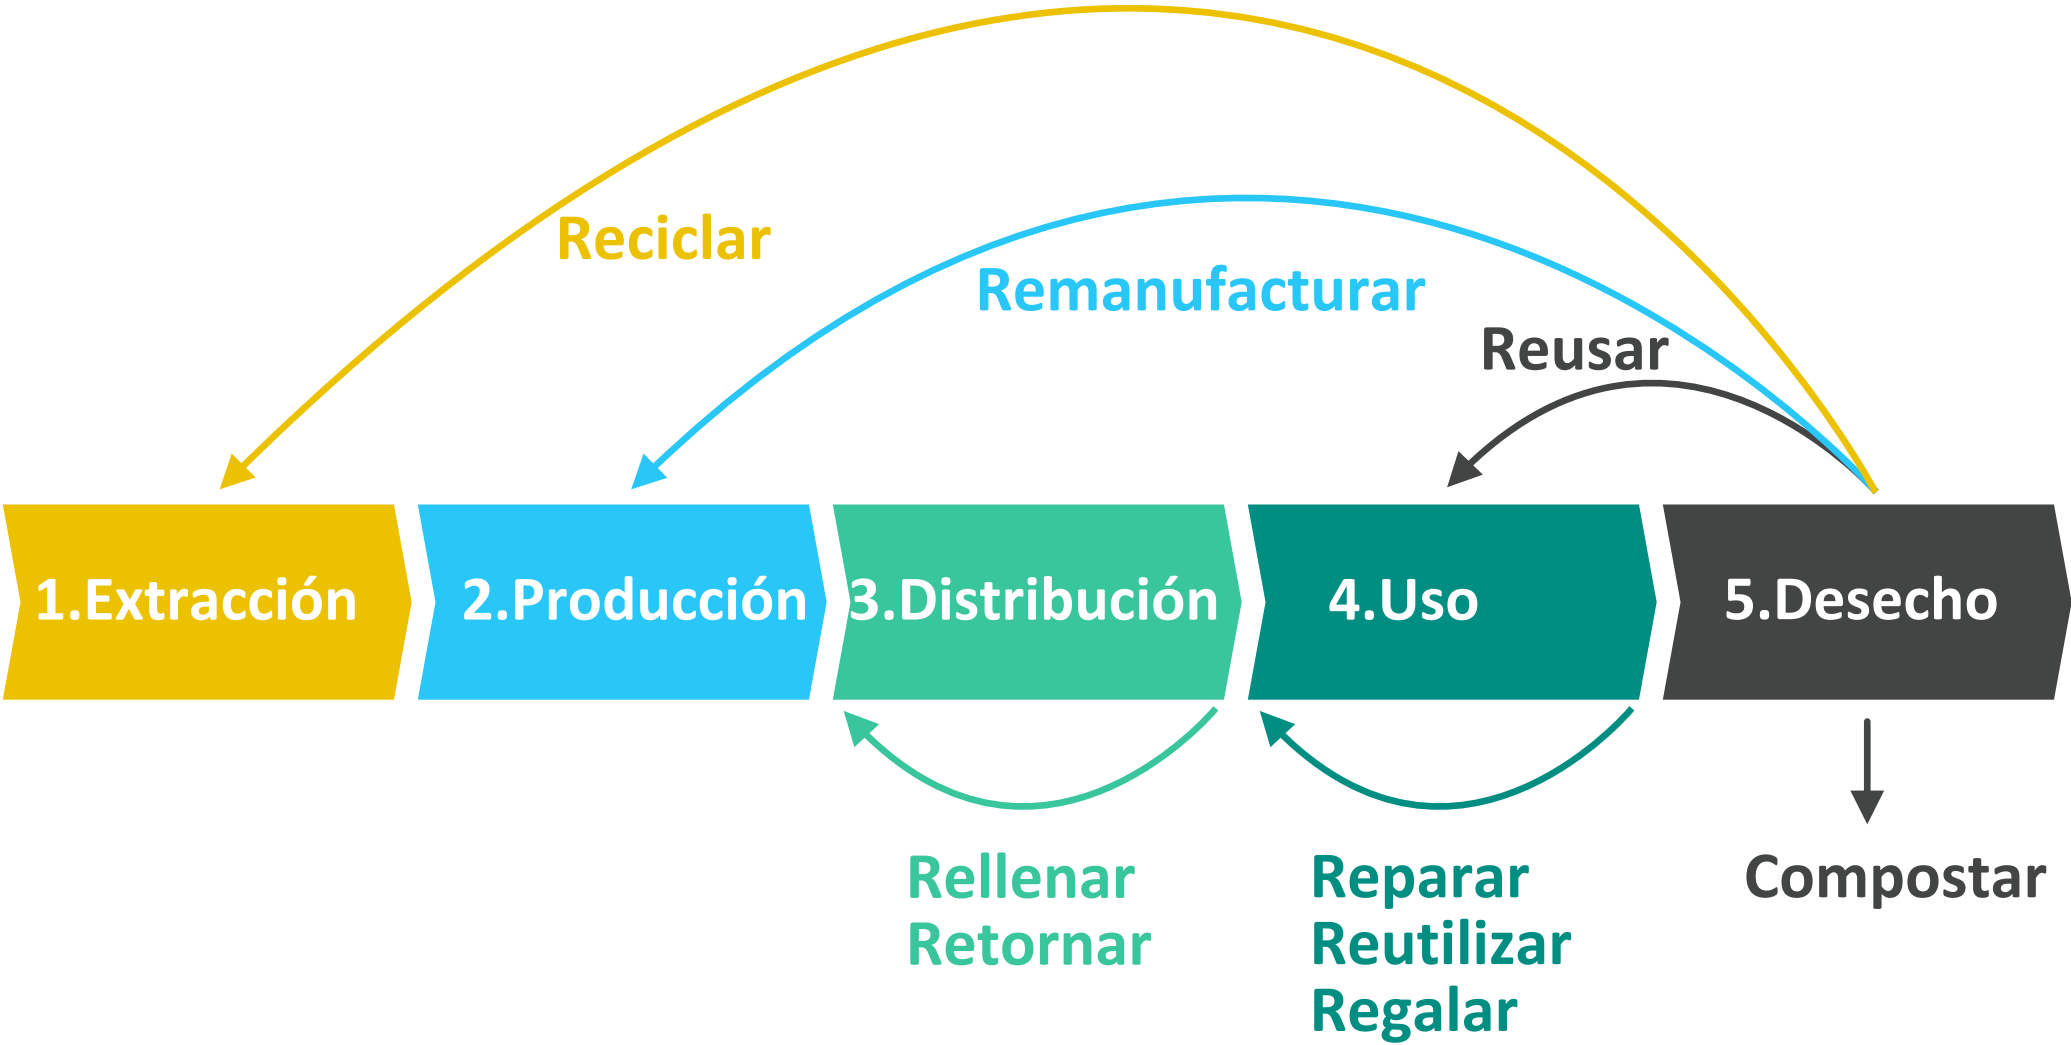 Reciclar
Remanufacturar
Reusar
1.Extracción
2.Producción
3.Distribución
4.Uso
5.Desecho
Rellenar
Retornar
Reparar
Reutilizar
Regalar
Compostar